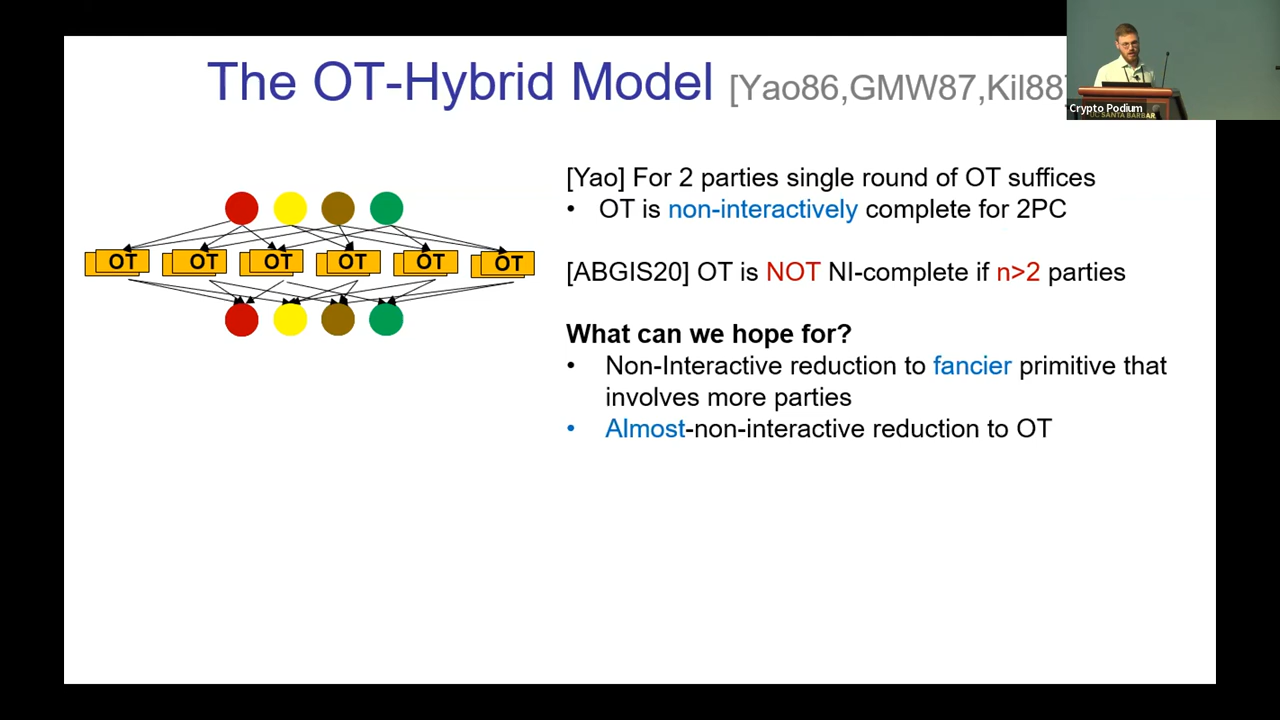 The OT-Hybrid Model [Yao86,GMW87,Kil88
Crypto Podium
UC SANTA BARBAR
[Yao] For 2 parties single round of OT suffices
• OT is non-interactively complete for 2PC
OT OT OT OT OT OT
[ABGIS20] OT is NOT NI-complete if n>2 parties
What can we hope for?
• Non-Interactive reduction to fancier primitive that
involves more parties
• Almost-non-interactive reduction to OT